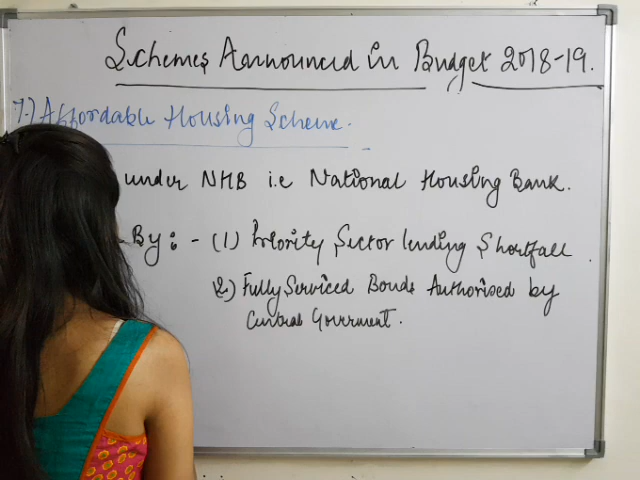 Schemes Announced in Budget 2018-19.
7.) Affordable Housing Scheme.
under NHB i.e National Housing Bank.
By: - (1) Priority Sector lending Shortfall.
2) Fully Serviced Bonds Authorised by
Central Government.